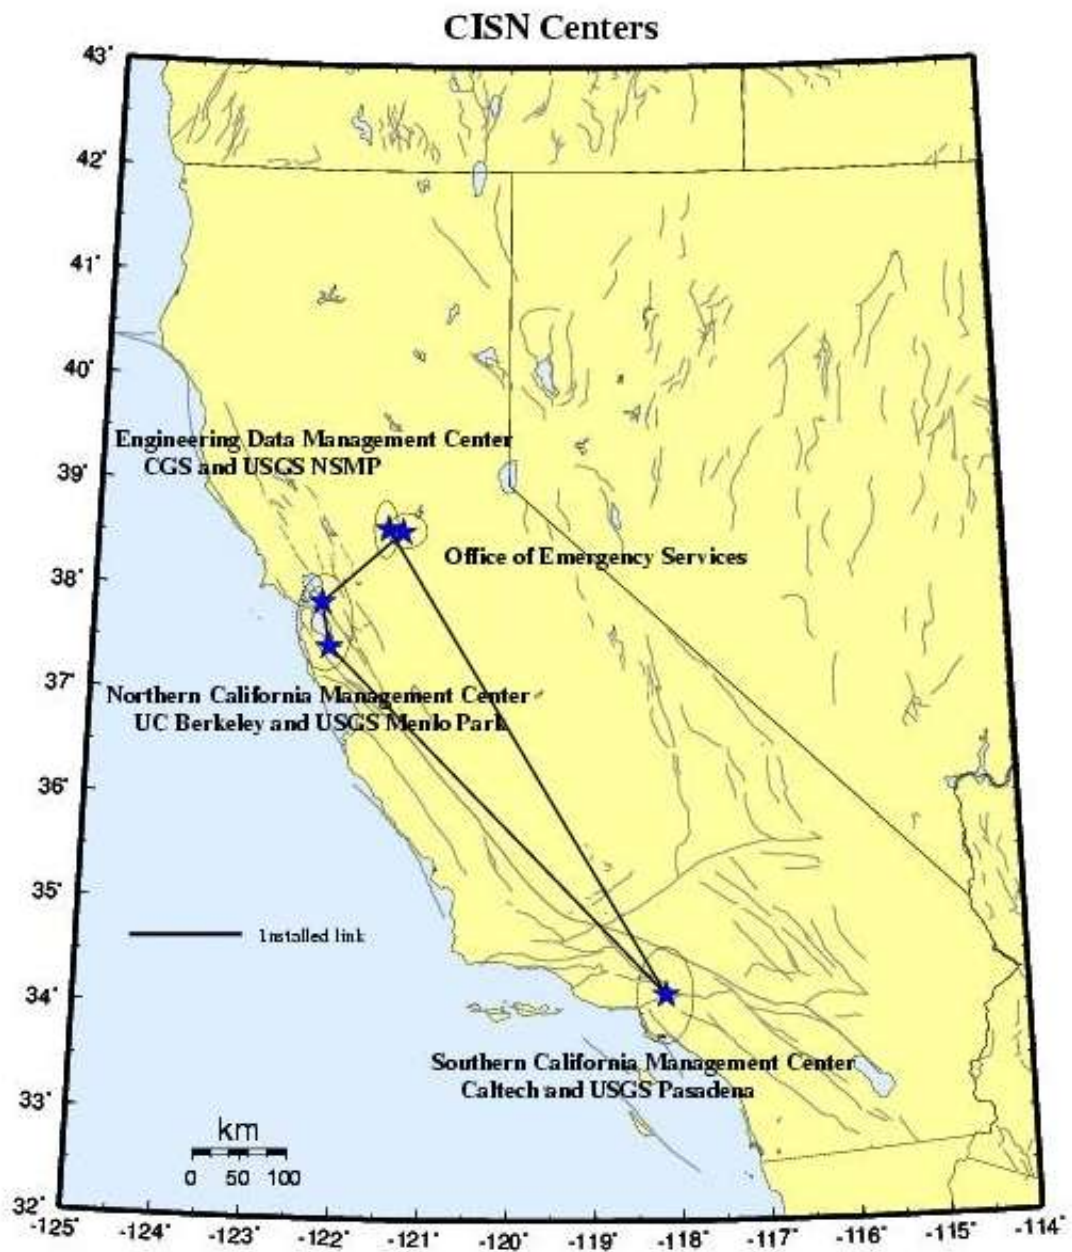 CISN Centers
43°
42°
41°
40°
39°
38°
37°
36°
35°
34°
33°
32°
Engineering Data Management Center
CGS and USGS NSMP
Office of Emergency Services
Northern California Management Center
UC Berkeley and USGS Menlo Park
Installed link
Southern California Management Center
Caltech and USGS Pasadena
km
0 50 100
-125° -124° -123° -122° -121° -120° -119° -118° -117° -116° -115° -114°